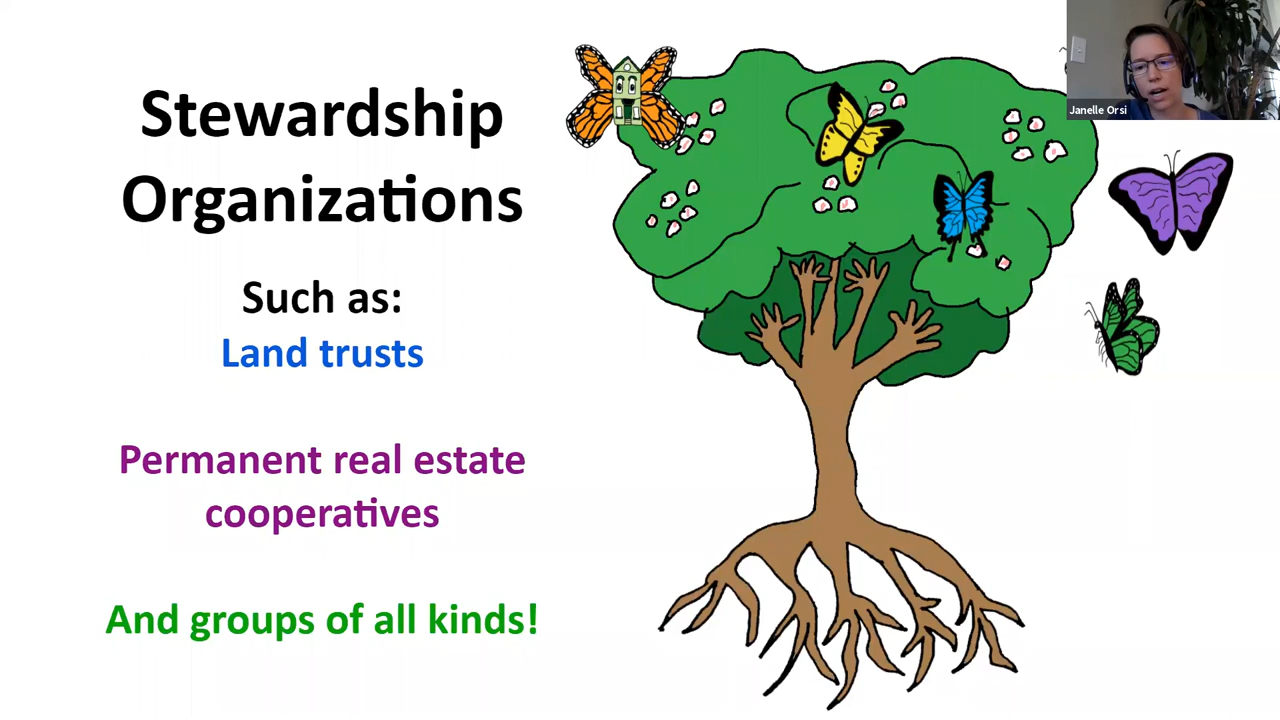 Stewardship
Organizations
Such as:
Land trusts
Permanent real estate
cooperatives
And groups of all kinds!
Janelle Orsi